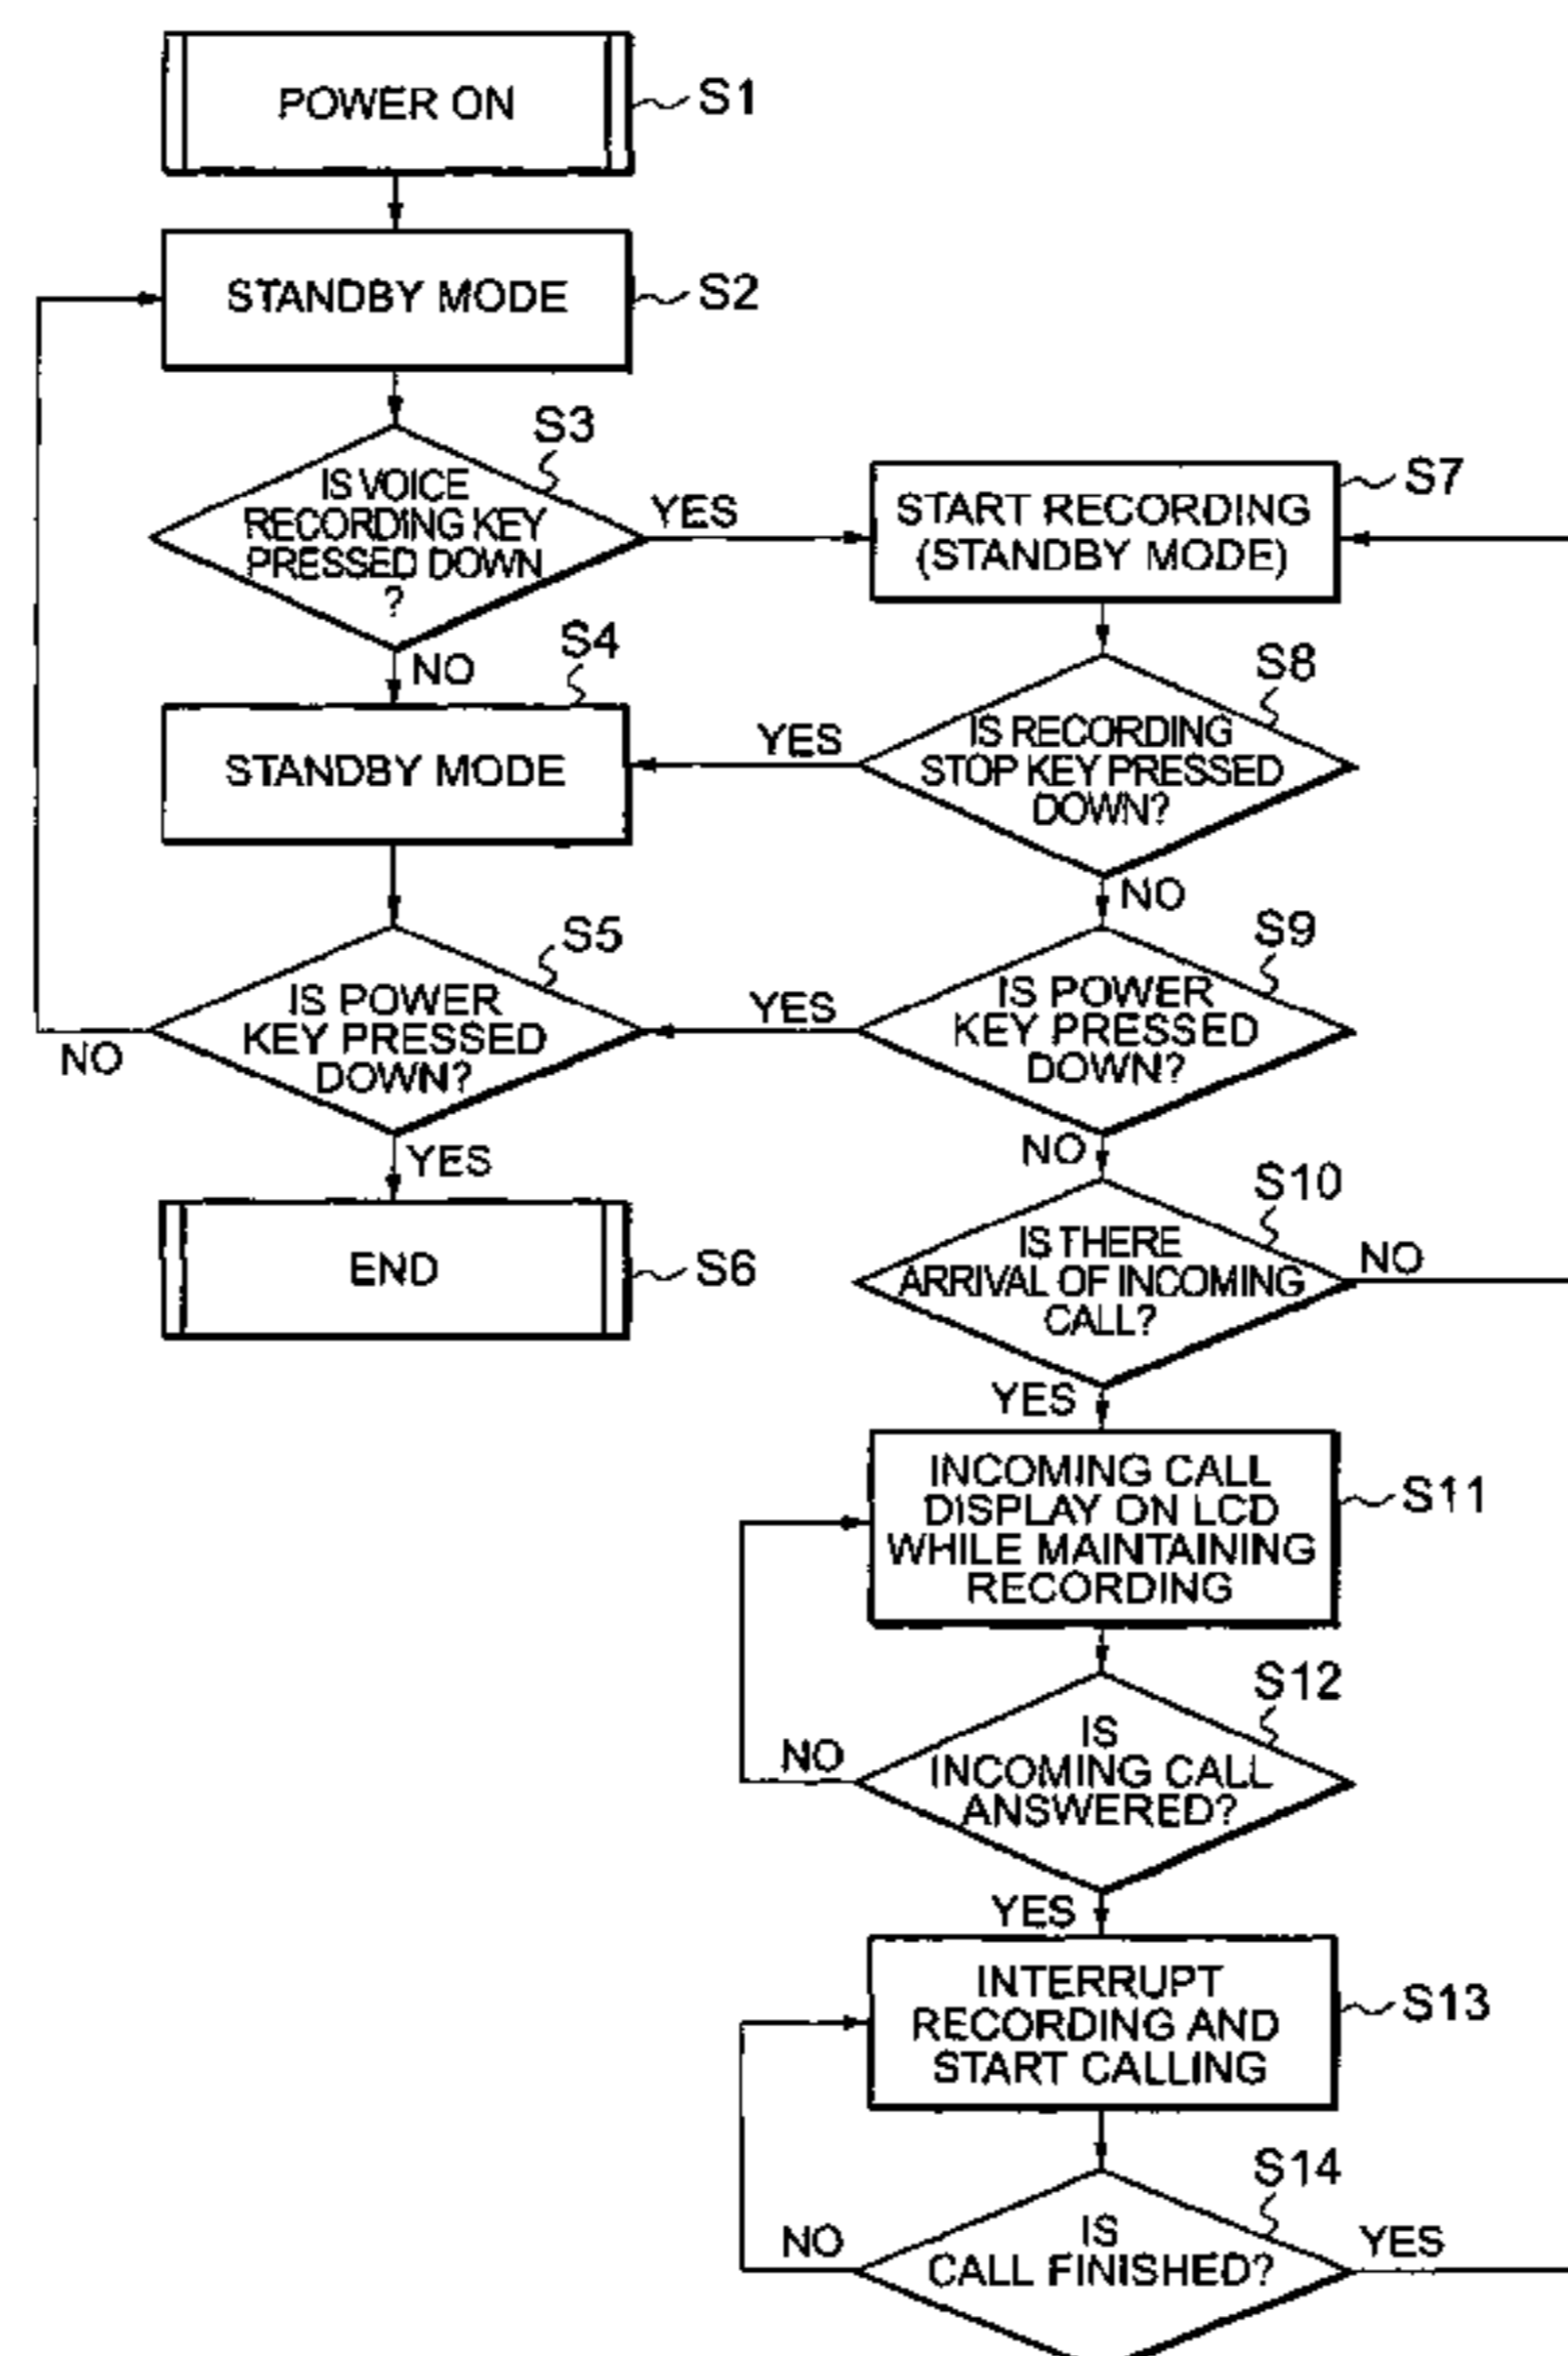 POWER ON
S1
STANDBY MODE
S2
S3
IS VOICE
RECORDING KEY
PRESSED DOWN
?
YES
NO
S4
STANDBY MODE
S5
IS POWER
KEY PRESSED
DOWN?
NO
YES
END
S6
START RECORDING
(STANDBY MODE)
S7
S8
IS RECORDING
STOP KEY PRESSED
DOWN?
YES
NO
S9
IS POWER
KEY PRESSED
DOWN?
YES
NO
S10
IS THERE
ARRIVAL OF INCOMING
CALL?
NO
YES
INCOMING CALL
DISPLAY ON LCD
WHILE MAINTAINING
RECORDING
S11
S12
IS
INCOMING CALL
ANSWERED?
NO
YES
INTERRUPT
RECORDING AND
START CALLING
S13
S14
IS
CALL FINISHED?
NO
YES